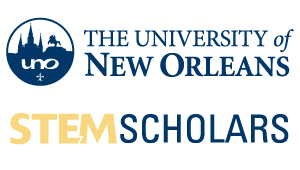 uno
THE UNIVERSITY of
NEW ORLEANS
STEMSCHOLARS